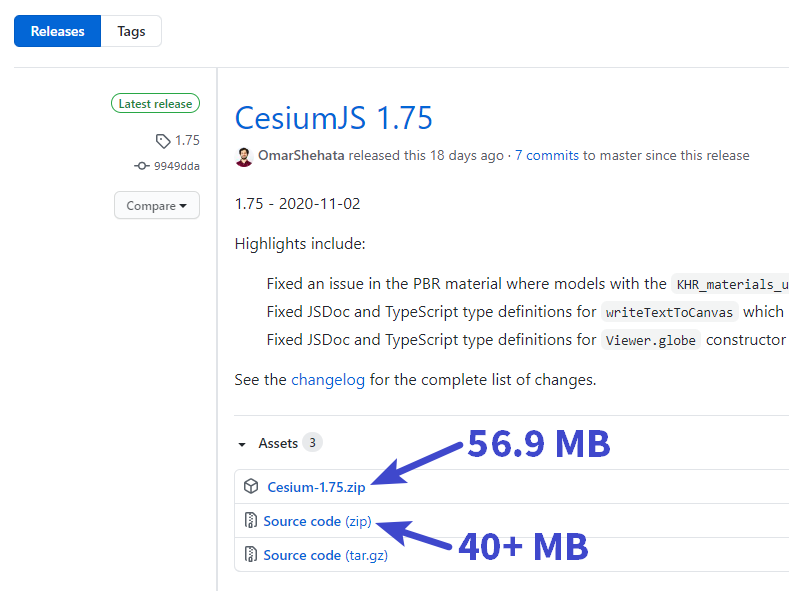 Releases Tags
Latest release
1.75
9949dda
Compare
CesiumJS 1.75
OmarShehata released this 18 days ago · 7 commits to master since this release
1.75 - 2020-11-02
Highlights include:
Fixed an issue in the PBR material where models with the KHR_materials_u
Fixed JSDoc and TypeScript type definitions for writeTextToCanvas which
Fixed JSDoc and TypeScript type definitions for Viewer.globe constructor
See the changelog for the complete list of changes.
Assets 3
56.9 MB
Cesium-1.75.zip
Source code (zip)
40+ MB
Source code (tar.gz)